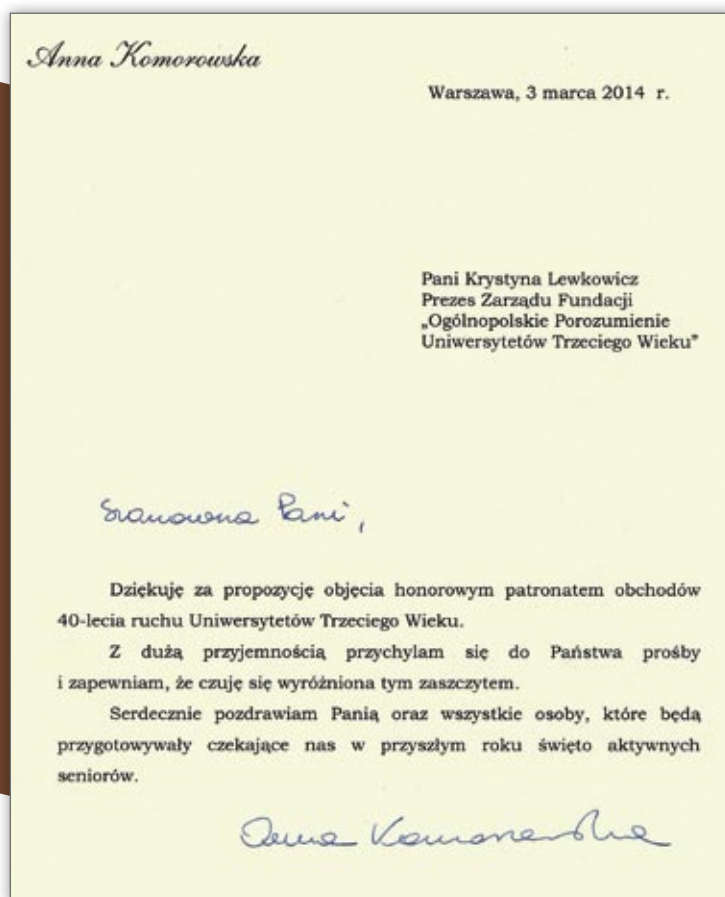 Anna Komorowska
Warszawa, 3 marca 2014 r.
Pani Krystyna Lewkowicz
Prezes Zarządu Fundacji
„Ogólnopolskie Porozumienie
Uniwersytetów Trzeciego Wieku”
Szanowna Pani,
Dziękuję za propozycję objęcia honorowym patronatem obchodów
40-lecia ruchu Uniwersytetów Trzeciego Wieku.
Z dużą przyjemnością przychylam się do Państwa prośby
i zapewniam, że czuję się wyróżniona tym zaszczytem.
Serdecznie pozdrawiam Panią oraz wszystkie osoby, które będą
przygotowywały czekające nas w przyszłym roku święto aktywnych
seniorów.
Anna Komorowska